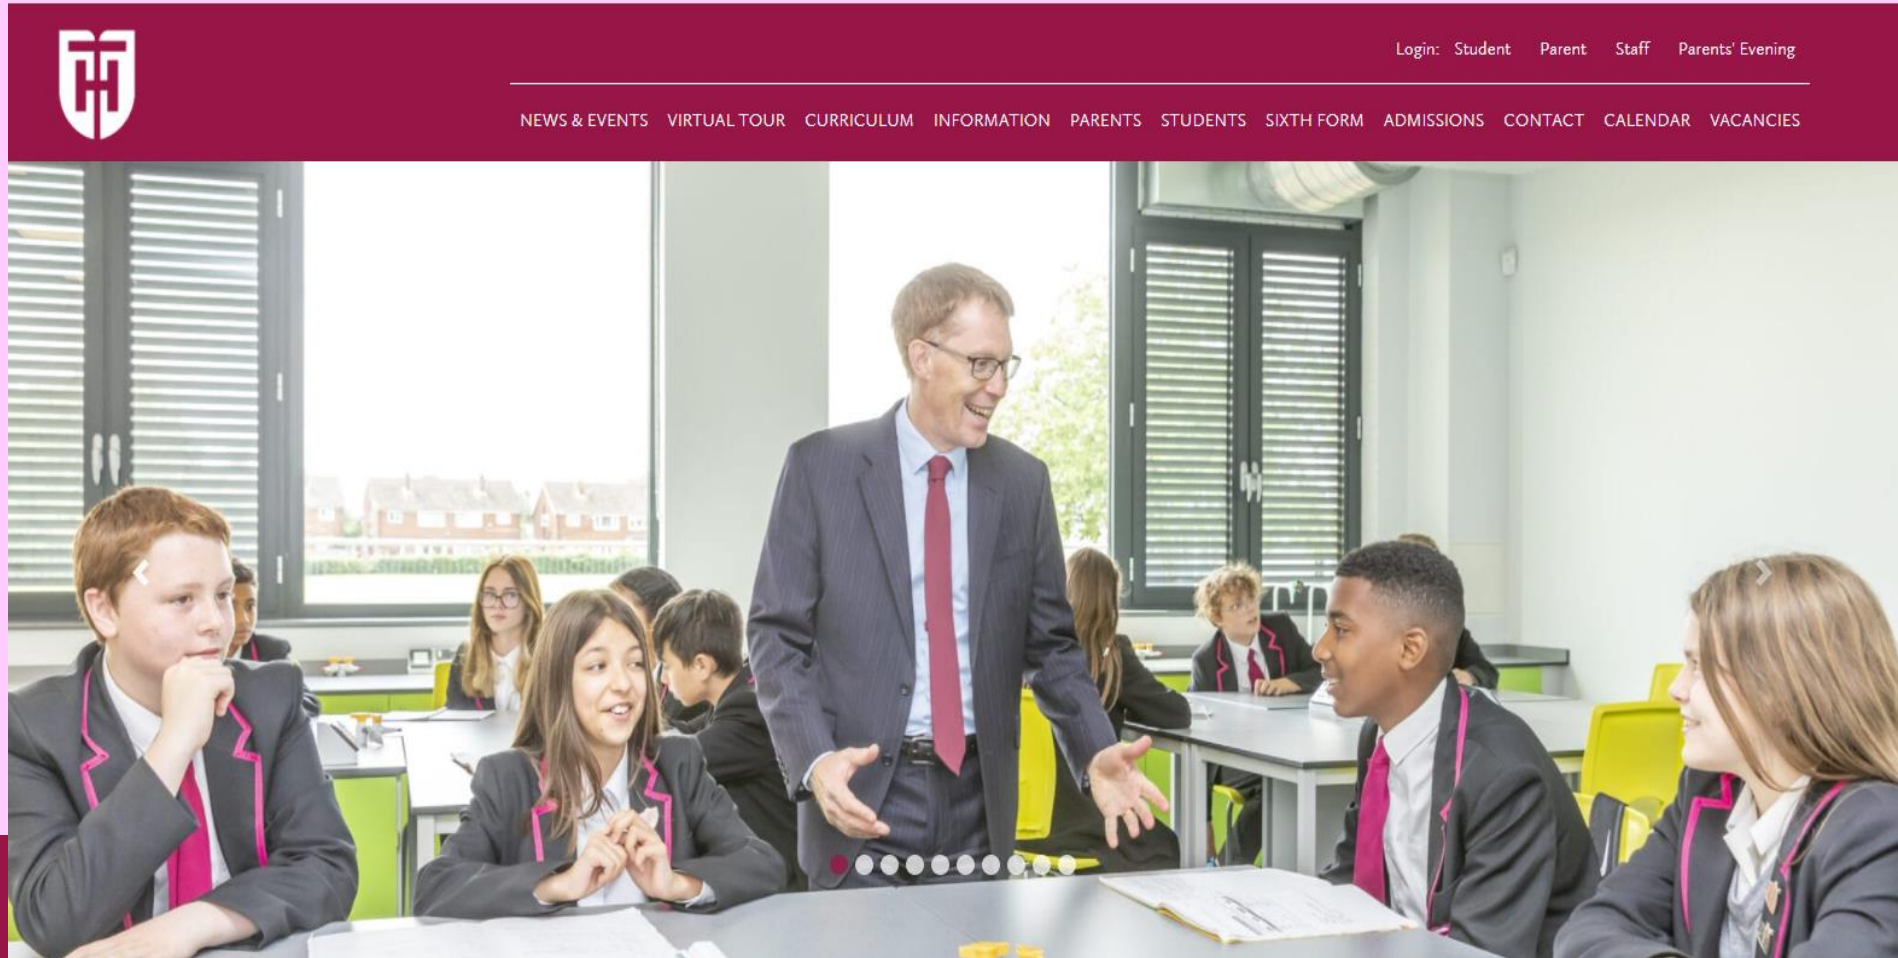 Login: Student Parent Staff Parents' Evening
NEWS & EVENTS VIRTUAL TOUR CURRICULUM INFORMATION PARENTS STUDENTS SIXTH FORM ADMISSIONS CONTACT CALENDAR VACANCIES